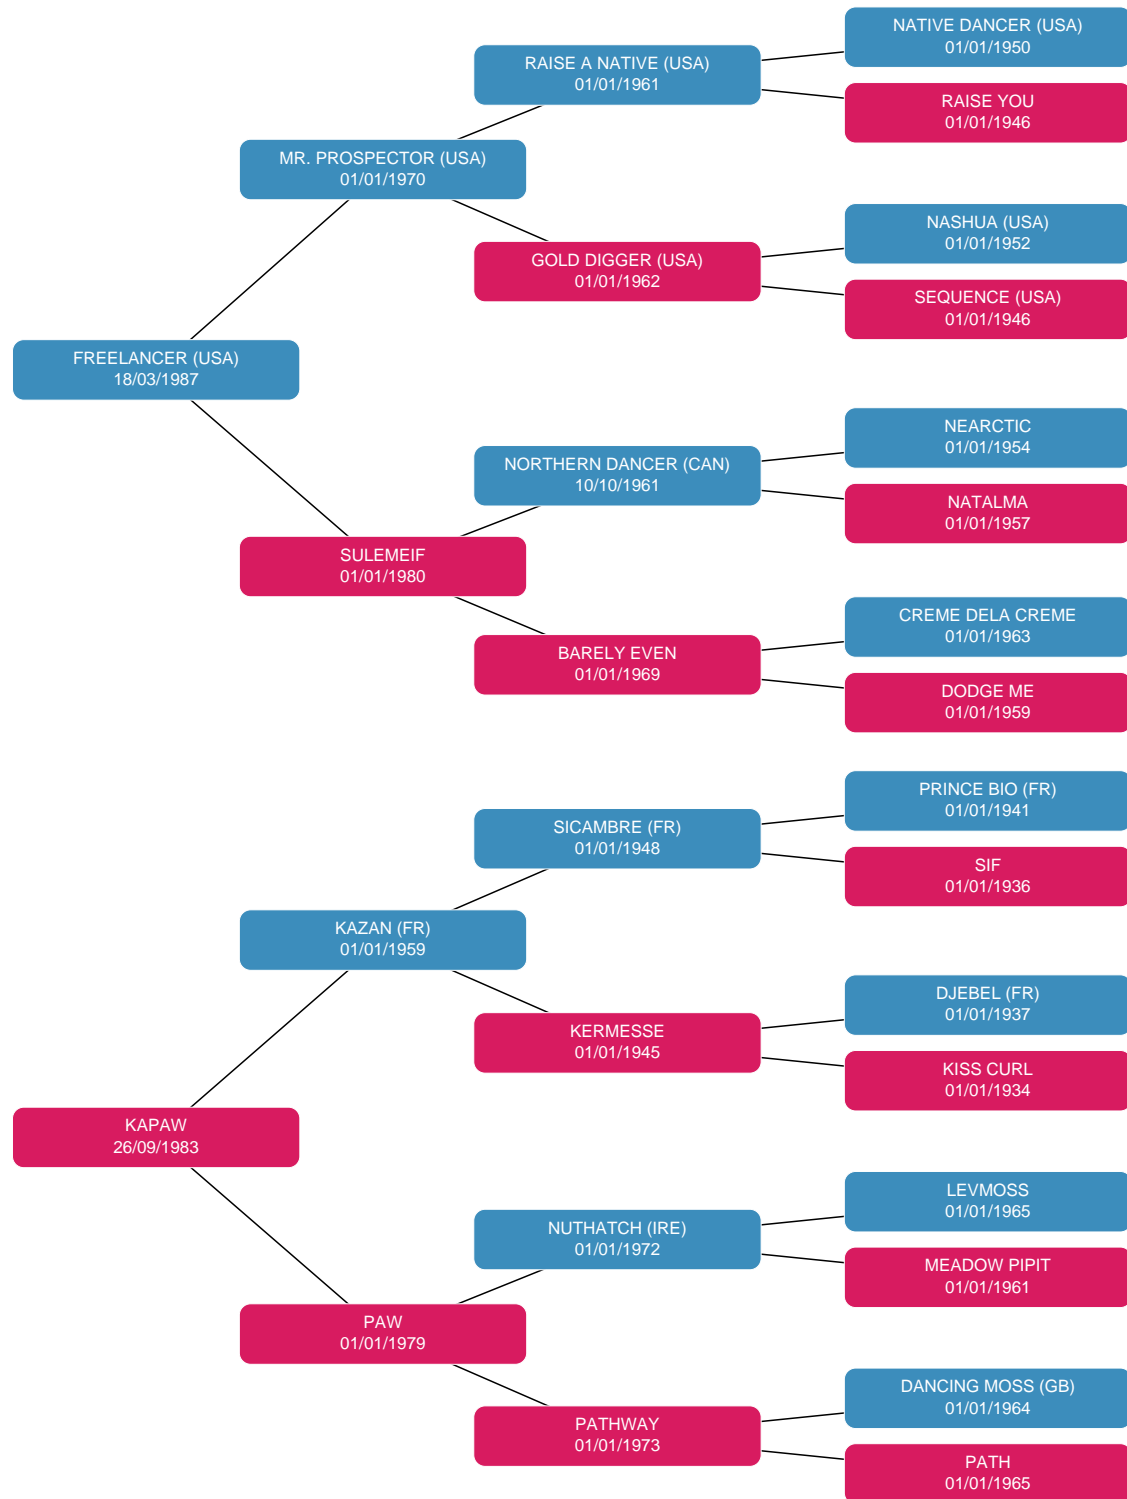 NATIVE DANCER (USA)
01/01/1950
RAISE A NATIVE (USA)
01/01/1961
RAISE YOU
01/01/1946
MR. PROSPECTOR (USA)
01/01/1970
NASHUA (USA)
01/01/1952
GOLD DIGGER (USA)
01/01/1962
SEQUENCE (USA)
01/01/1946
FREELANCER (USA)
18/03/1987
NEARCTIC
01/01/1954
NORTHERN DANCER (CAN)
10/10/1961
NATALMA
01/01/1957
SULEMEIF
01/01/1980
CREME DELA CREME
01/01/1963
BARELY EVEN
01/01/1969
DODGE ME
01/01/1959
PRINCE BIO (FR)
01/01/1941
SICAMBRE (FR)
01/01/1948
SIF
01/01/1936
KAZAN (FR)
01/01/1959
DJEBEL (FR)
01/01/1937
KERMESSE
01/01/1945
KISS CURL
01/01/1934
KAPAW
26/09/1983
LEVMOSS
01/01/1965
NUTHATCH (IRE)
01/01/1972
MEADOW PIPIT
01/01/1961
PAW
01/01/1979
DANCING MOSS (GB)
01/01/1964
PATHWAY
01/01/1973
PATH
01/01/1965